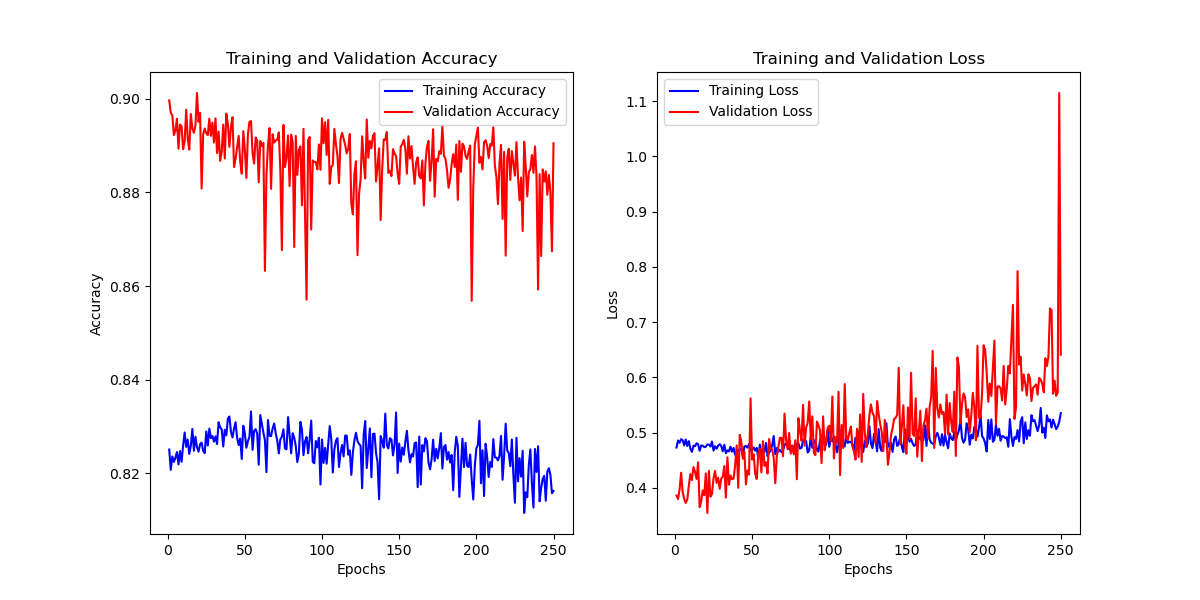 Training and Validation Accuracy
Training Accuracy
Validation Accuracy
0.90
0.88
0.86
0.84
0.82
Accuracy
0
50
100
150
200
250
Epochs
Training and Validation Loss
Training Loss
Validation Loss
1.1
1.0
0.9
0.8
0.7
0.6
0.5
0.4
Loss
0
50
100
150
200
250
Epochs